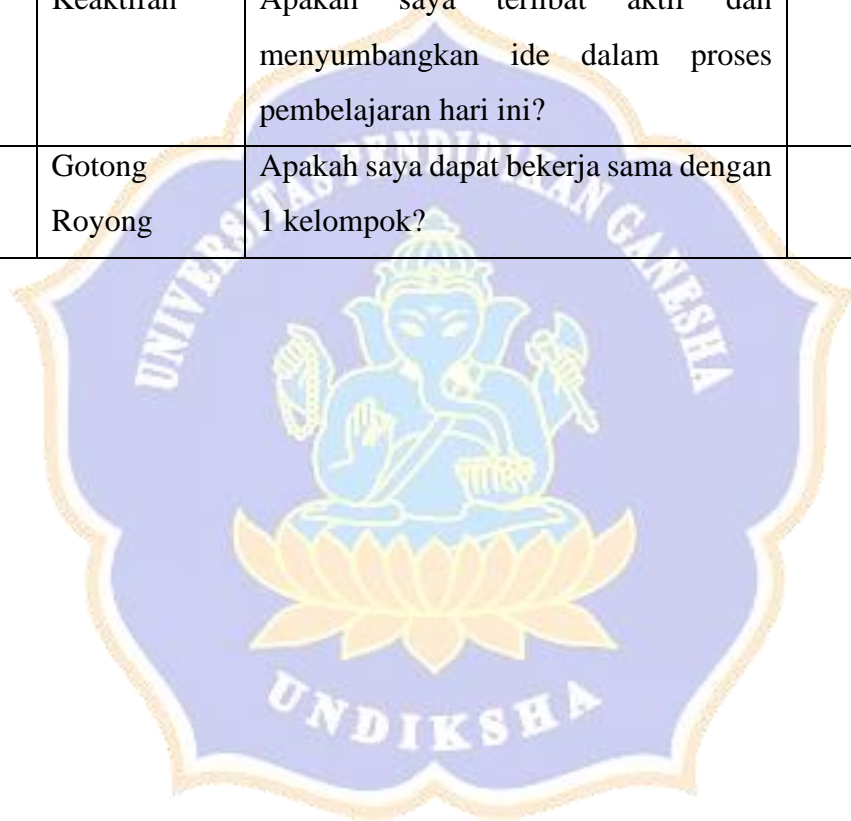 Keaktifan
Apakah saya terlibat aktif dan
menyumbangkan ide dalam proses
pembelajaran hari ini?
Gotong
Royong
Apakah saya dapat bekerja sama dengan
1 kelompok?
UNIVERSITAS PENDIDIKAN GANESHA
UNDIKSHA